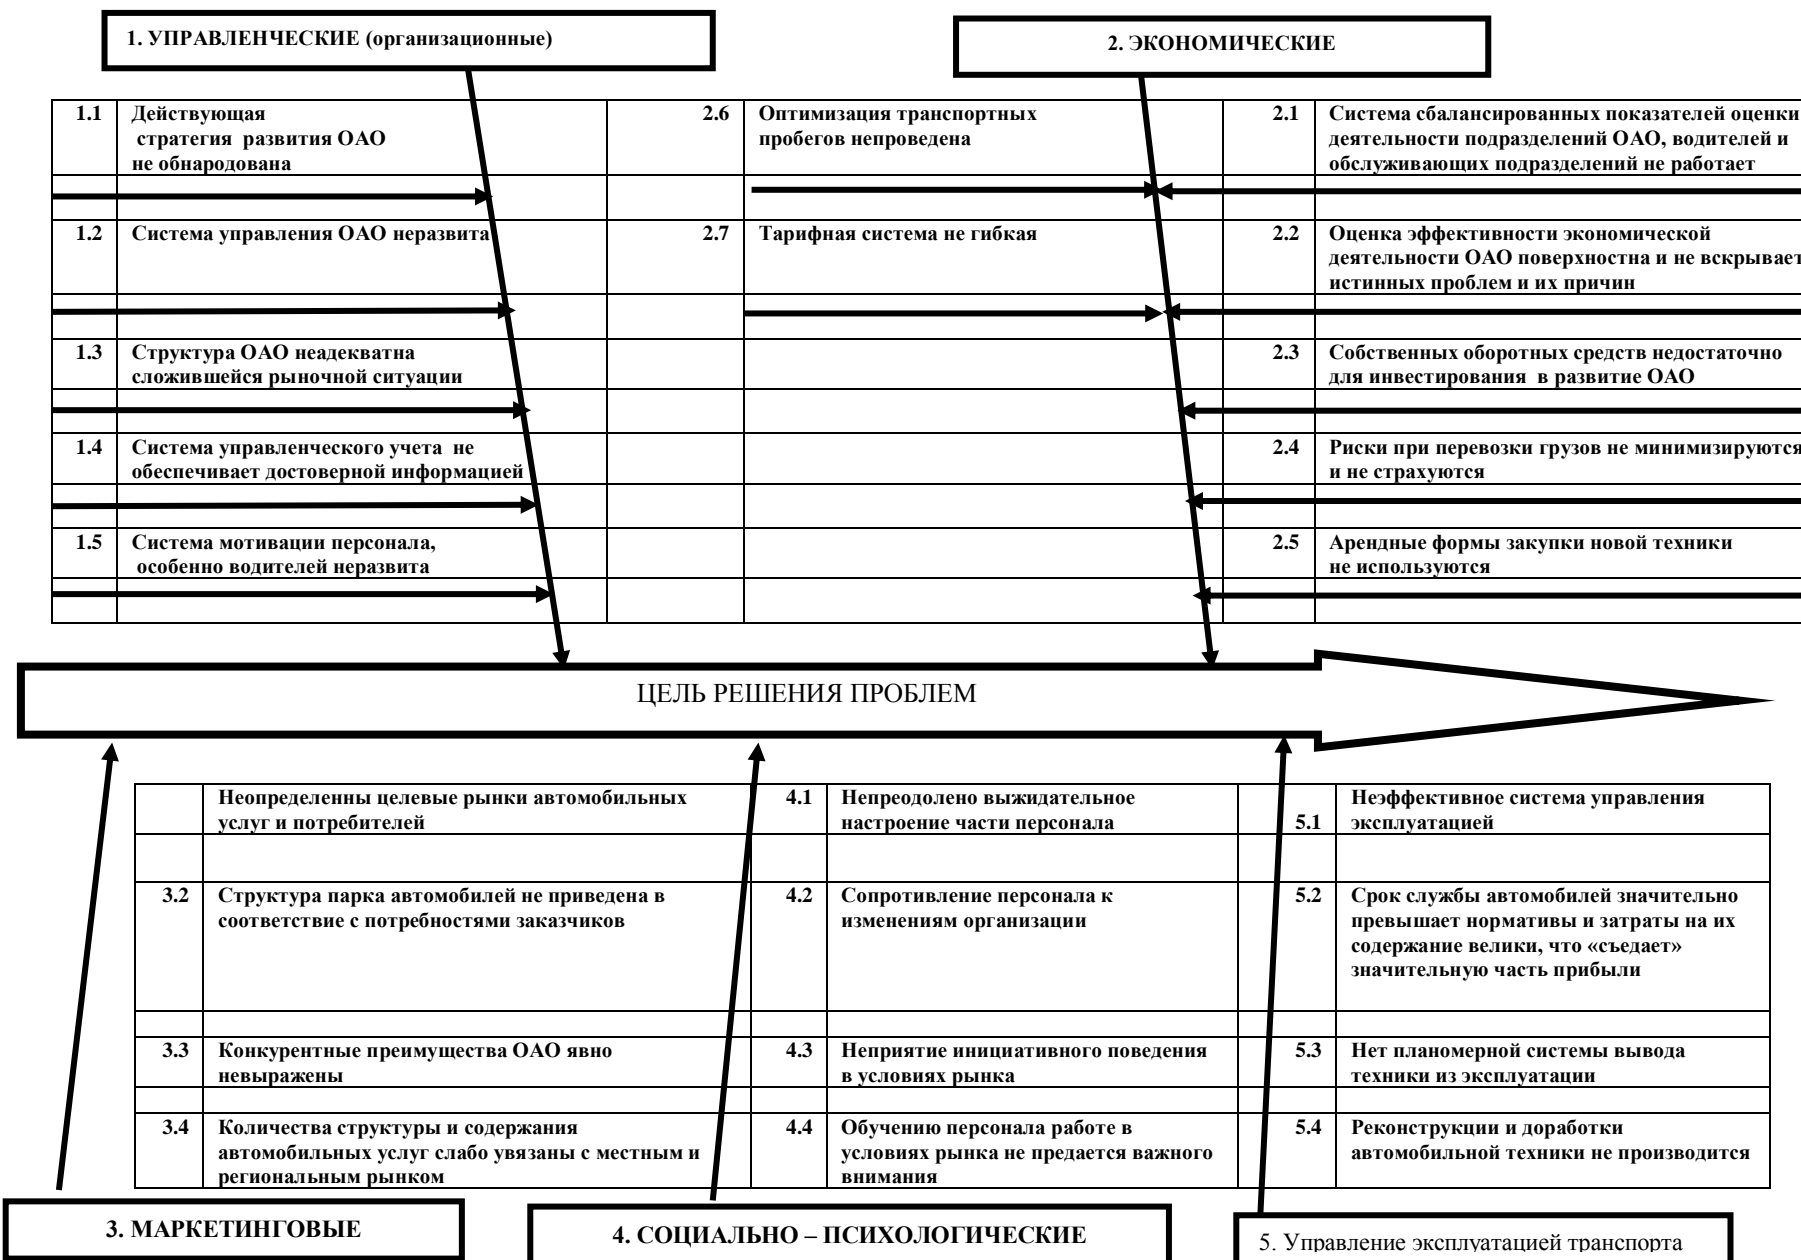 1. УПРАВЛЕНЧЕСКИЕ (организационные)
2. ЭКОНОМИЧЕСКИЕ
1.1 Действующая
стратегия развития ОАО
не обнародована
2.6 Оптимизация транспортных
пробегов непроведена
2.1 Система сбалансированных показателей оценки
деятельности подразделений ОАО, водителей и
обслуживающих подразделений не работает
1.2 Система управления ОАО неразвита
2.7 Тарифная система не гибкая
2.2 Оценка эффективности экономической
деятельности ОАО поверхностна и не вскрывает
истинных проблем и их причин
1.3 Структура ОАО неадекватна
сложившейся рыночной ситуации
2.3 Собственных оборотных средств недостаточно
для инвестирования в развитие ОАО
1.4 Система управленческого учета не
обеспечивает достоверной информацией
2.4 Риски при перевозки грузов не минимизируются
и не страхуются
1.5 Система мотивации персонала,
особенно водителей неразвита
2.5 Арендные формы закупки новой техники
не используются
ЦЕЛЬ РЕШЕНИЯ ПРОБЛЕМ
Неопределенны целевые рынки автомобильных
услуг и потребителей
4.1 Непреодолено выжидательное
настроение части персонала
Неэффективное система управления
5.1 эксплуатацией
3.2 Структура парка автомобилей не приведена в
соответствие с потребностями заказчиков
4.2 Сопротивление персонала к
изменениям организации
5.2 Срок службы автомобилей значительно
превышает нормативы и затраты на их
содержание велики, что «съедает»
значительную часть прибыли
3.3 Конкурентные преимущества ОАО явно
невыражены
4.3 Неприятие инициативного поведения
в условиях рынка
5.3 Нет планомерной системы вывода
техники из эксплуатации
3.4 Количества структуры и содержания
автомобильных услуг слабо увязаны с местным и
региональным рынком
4.4 Обучению персонала работе в
условиях рынка не предается важного
внимания
5.4 Реконструкции и доработки
автомобильной техники не производится
3. МАРКЕТИНГОВЫЕ
4. СОЦИАЛЬНО – ПСИХОЛОГИЧЕСКИЕ
5. Управление эксплуатацией транспорта